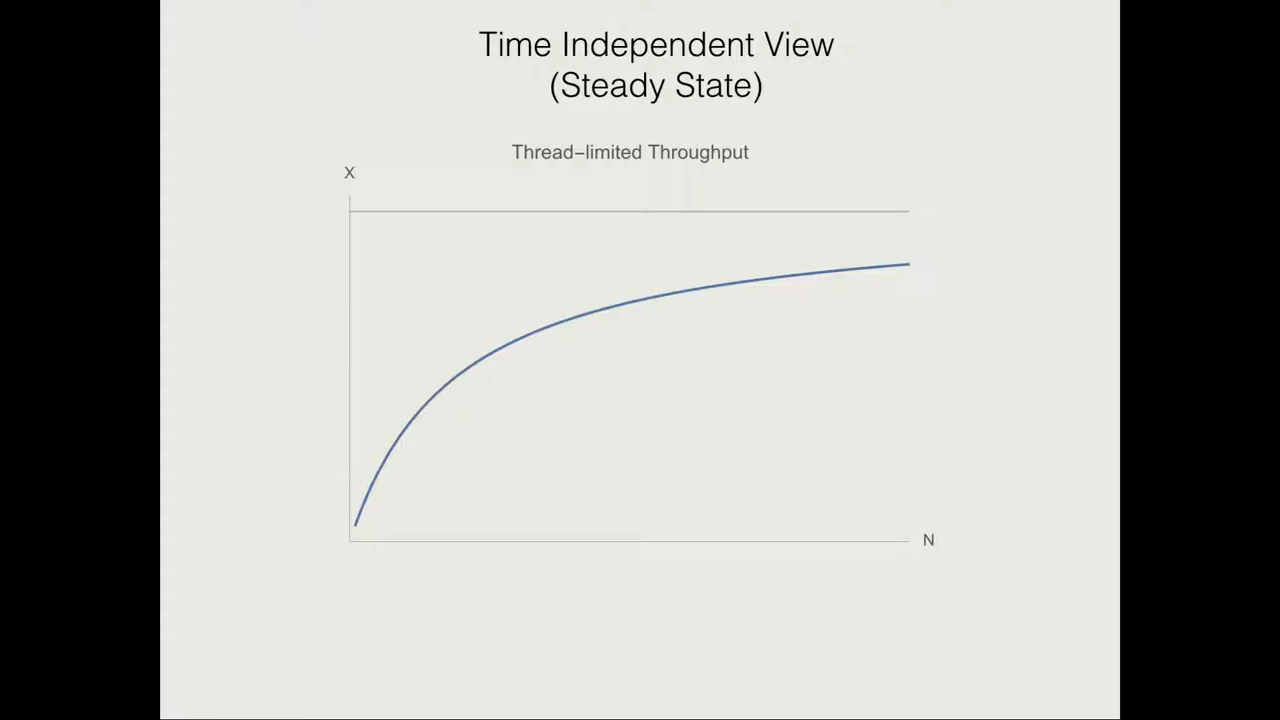 Time Independent View
(Steady State)
Thread–limited Throughput
X
N